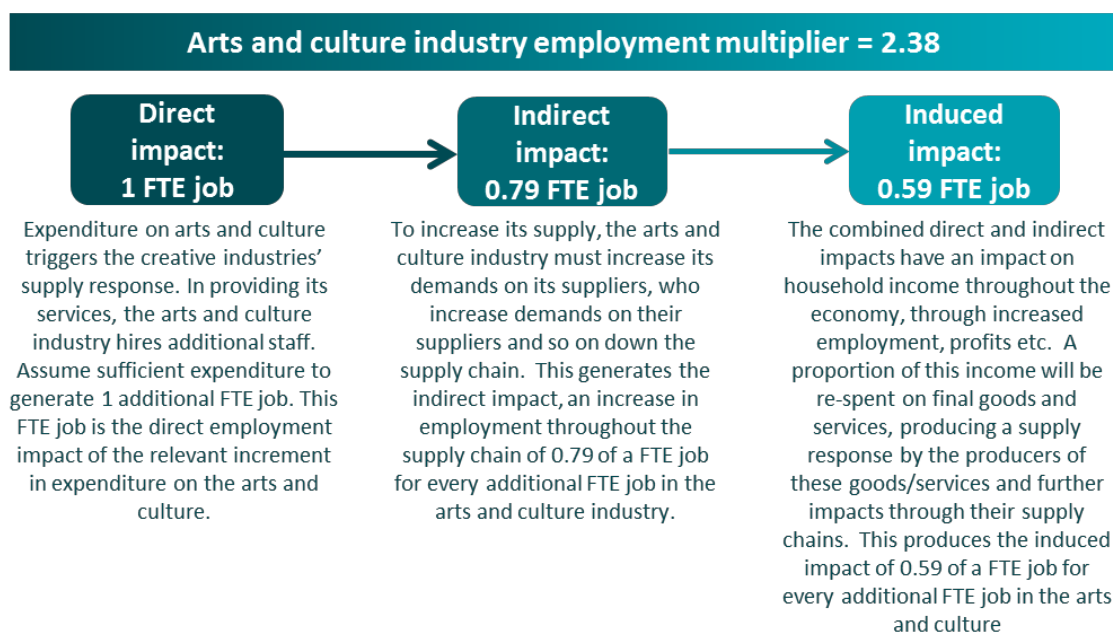 Arts and culture industry employment multiplier = 2.38
Direct
impact:
1 FTE job
Indirect
impact:
0.79 FTE job
Induced
impact:
0.59 FTE job
Expenditure on arts and culture
triggers the creative industries’
supply response. In providing its
services, the arts and culture
industry hires additional staff.
Assume sufficient expenditure to
generate 1 additional FTE job. This
FTE job is the direct employment
impact of the relevant increment
in expenditure on the arts and
culture.
To increase its supply, the arts and
culture industry must increase its
demands on its suppliers, who
increase demands on their
suppliers and so on down the
supply chain. This generates the
indirect impact, an increase in
employment throughout the
supply chain of 0.79 of a FTE job
for every additional FTE job in the
arts and culture industry.
The combined direct and indirect
impacts have an impact on
household income throughout the
economy, through increased
employment, profits etc. A
proportion of this income will be
re-spent on final goods and
services, producing a supply
response by the producers of
these goods/services and further
impacts through their supply
chains. This produces the induced
impact of 0.59 of a FTE job for
every additional FTE job in the arts
and culture